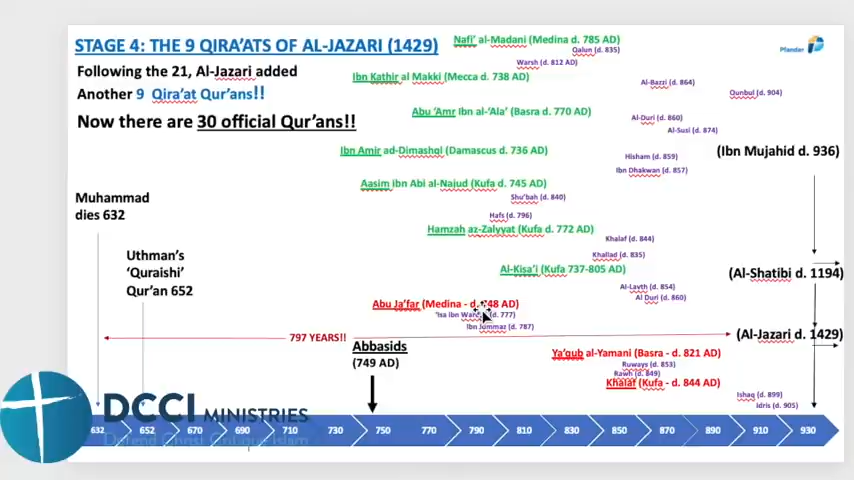 STAGE 4: THE 9 QIRA'ATS OF AL-JAZARI (1429)
Following the 21, Al-Jazari added
Another 9 Qira'at Qur'ans!!
Now there are 30 official Qur'ans!!
Nafi' al-Madani (Medina d. 785 AD)
Qalun (d. 835)
Warsh (d. 812 AD)
Pfander
Ibn Kathir al Makki (Mecca d. 738 AD)
Al-Bazzi (d. 864)
Qunbul (d. 904)
Abu 'Amr Ibn al-'Ala' (Basra d. 770 AD)
Al-Duri (d. 860)
Al-Susi (d. 874)
Ibn Amir ad-Dimashqi (Damascus d. 736 AD)
Hisham (d. 859)
Ibn Dhakwan (d. 857)
(Ibn Mujahid d. 936)
Aasim Ibn Abi al-Najud (Kufa d. 745 AD)
Shu'bah (d. 840)
Hafs (d. 796)
Muhammad
dies 632
Hamzah az-Zaiyyat (Kufa d. 772 AD)
Khalaf (d. 844)
Khallad (d. 835)
Uthman's
'Quraishi'
Qur'an 652
Al-Kisa'i (Kufa 737-805 AD)
Al-Layth (d. 854)
Al Duri (d. 860)
(Al-Shatibi d. 1194)
Abu Ja'far (Medina - d. 748 AD)
'Isa Ibn (d. 777)
Ibn Jummaz (d. 787)
797 YEARS!!
(Al-Jazari d. 1429)
Abbasids
(749 AD)
Ya'qub al-Yamani (Basra - d. 821 AD)
Ruways (d. 853)
Rawh (d. 849)
Khalaf (Kufa - d. 844 AD)
Ishaq (d. 899)
Idris (d. 905)
DCCI MINISTRIES
Defend Christ Critique Islam
632 652 670 690 710 730 750 770 790 810 830 850 870 890 910 930